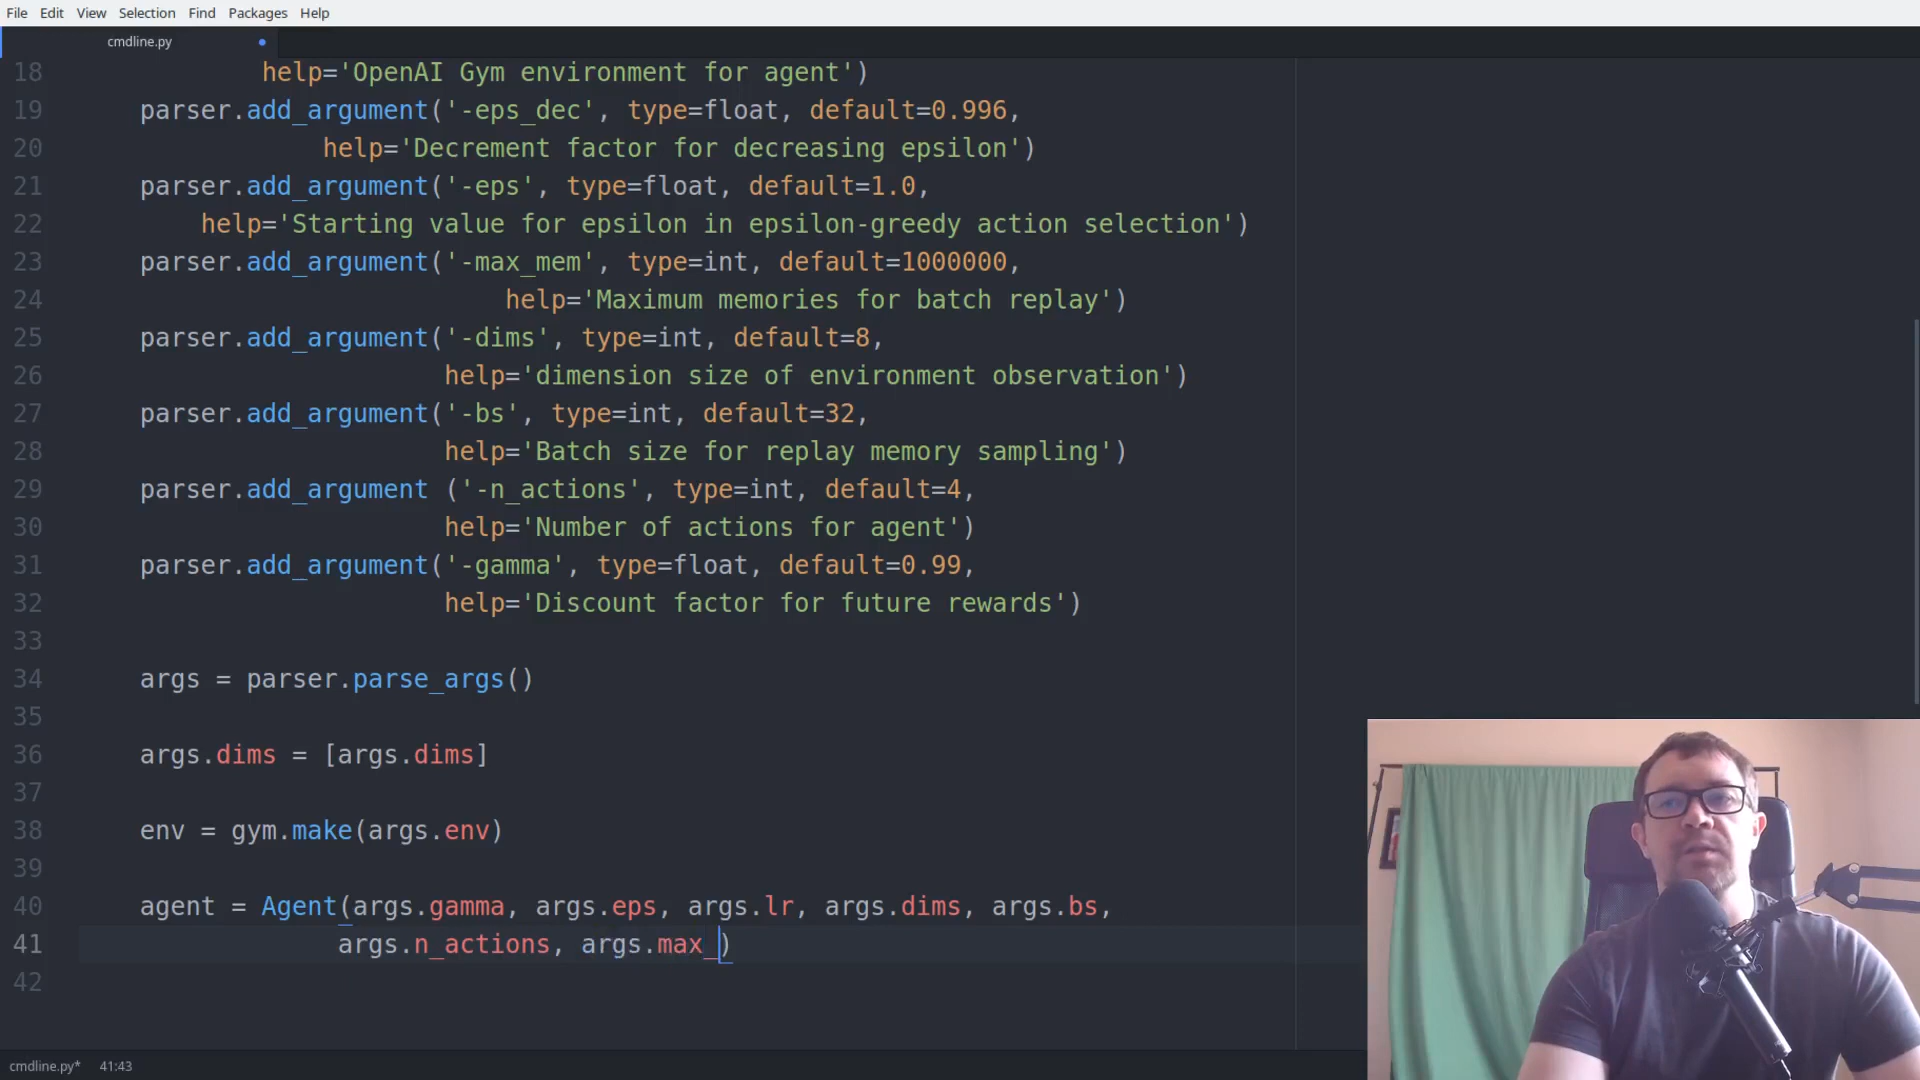 File Edit View Selection Find Packages Help
cmdline.py
18 help='OpenAI Gym environment for agent')
19 parser.add_argument('-eps_dec', type=float, default=0.996,
20 help='Decrement factor for decreasing epsilon')
21 parser.add_argument('-eps', type=float, default=1.0,
22 help='Starting value for epsilon in epsilon-greedy action selection')
23 parser.add_argument('-max_mem', type=int, default=1000000,
24 help='Maximum memories for batch replay')
25 parser.add_argument('-dims', type=int, default=8,
26 help='dimension size of environment observation')
27 parser.add_argument('-bs', type=int, default=32,
28 help='Batch size for replay memory sampling')
29 parser.add_argument ('-n_actions', type=int, default=4,
30 help='Number of actions for agent')
31 parser.add_argument('-gamma', type=float, default=0.99,
32 help='Discount factor for future rewards')
33
34 args = parser.parse_args()
35
36 args.dims = [args.dims]
37
38 env = gym.make(args.env)
39
40 agent = Agent(args.gamma, args.eps, args.lr, args.dims, args.bs,
41 args.n_actions, args.max_)
42
cmdline.py* 41:43